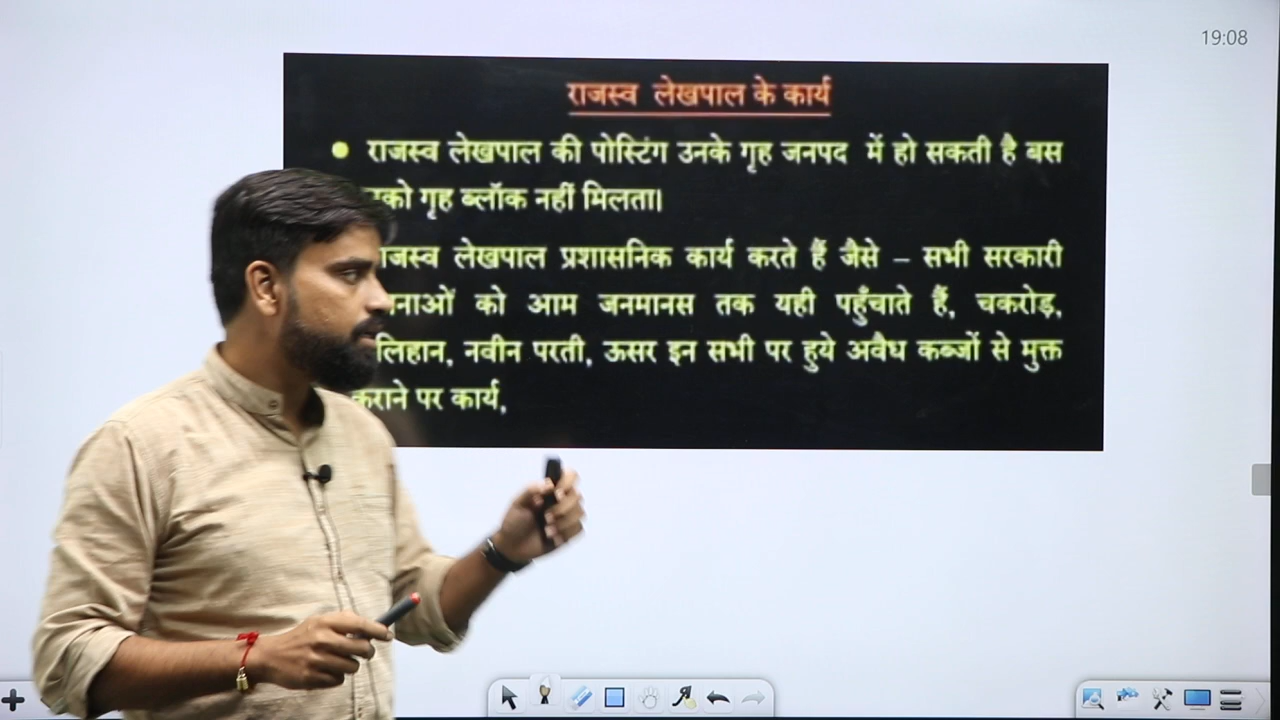 19:08
राजस्व लेखपाल के कार्य
राजस्व लेखपाल की पोस्टिंग उनके गृह जनपद में हो सकती है बस
गृह ब्लॉक नहीं मिलता।
लेखपाल प्रशासनिक कार्य करते हैं जैसे – सभी सरकारी
को आम जनमानस तक यही पहुँचाते हैं, चकरोड़,
नवीन परती, ऊसर इन सभी पर हुये अवैध कब्जों से मुक्त
कराने पर कार्य,